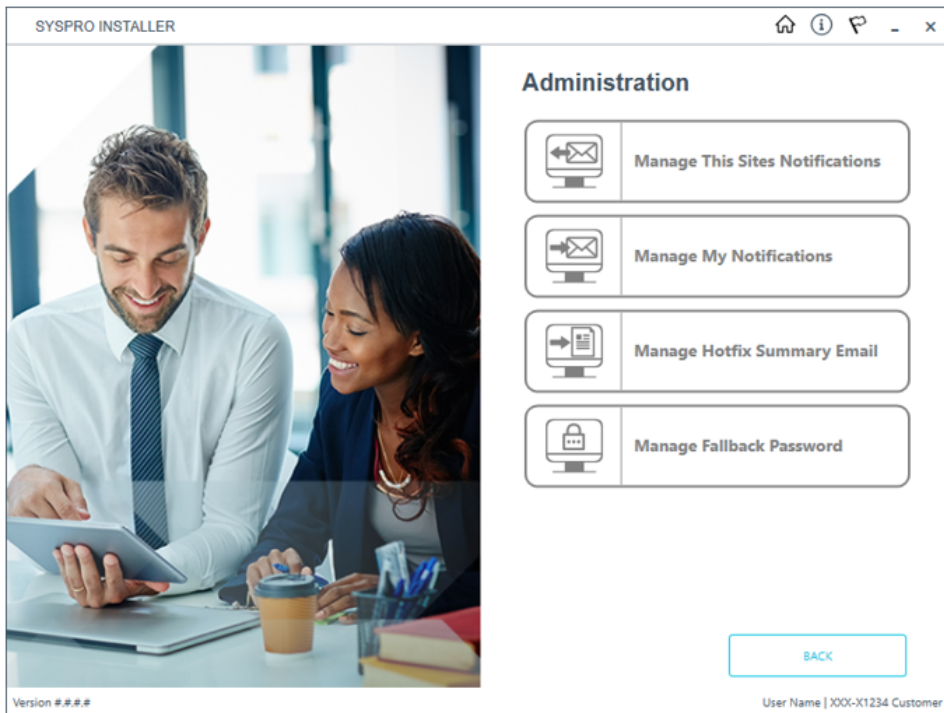 SYSPRO INSTALLER
Administration
Manage This Sites Notifications
Manage My Notifications
Manage Hotfix Summary Email
Manage Fallback Password
BACK
Version #.#.#.#
User Name | XXX-X1234 Customer